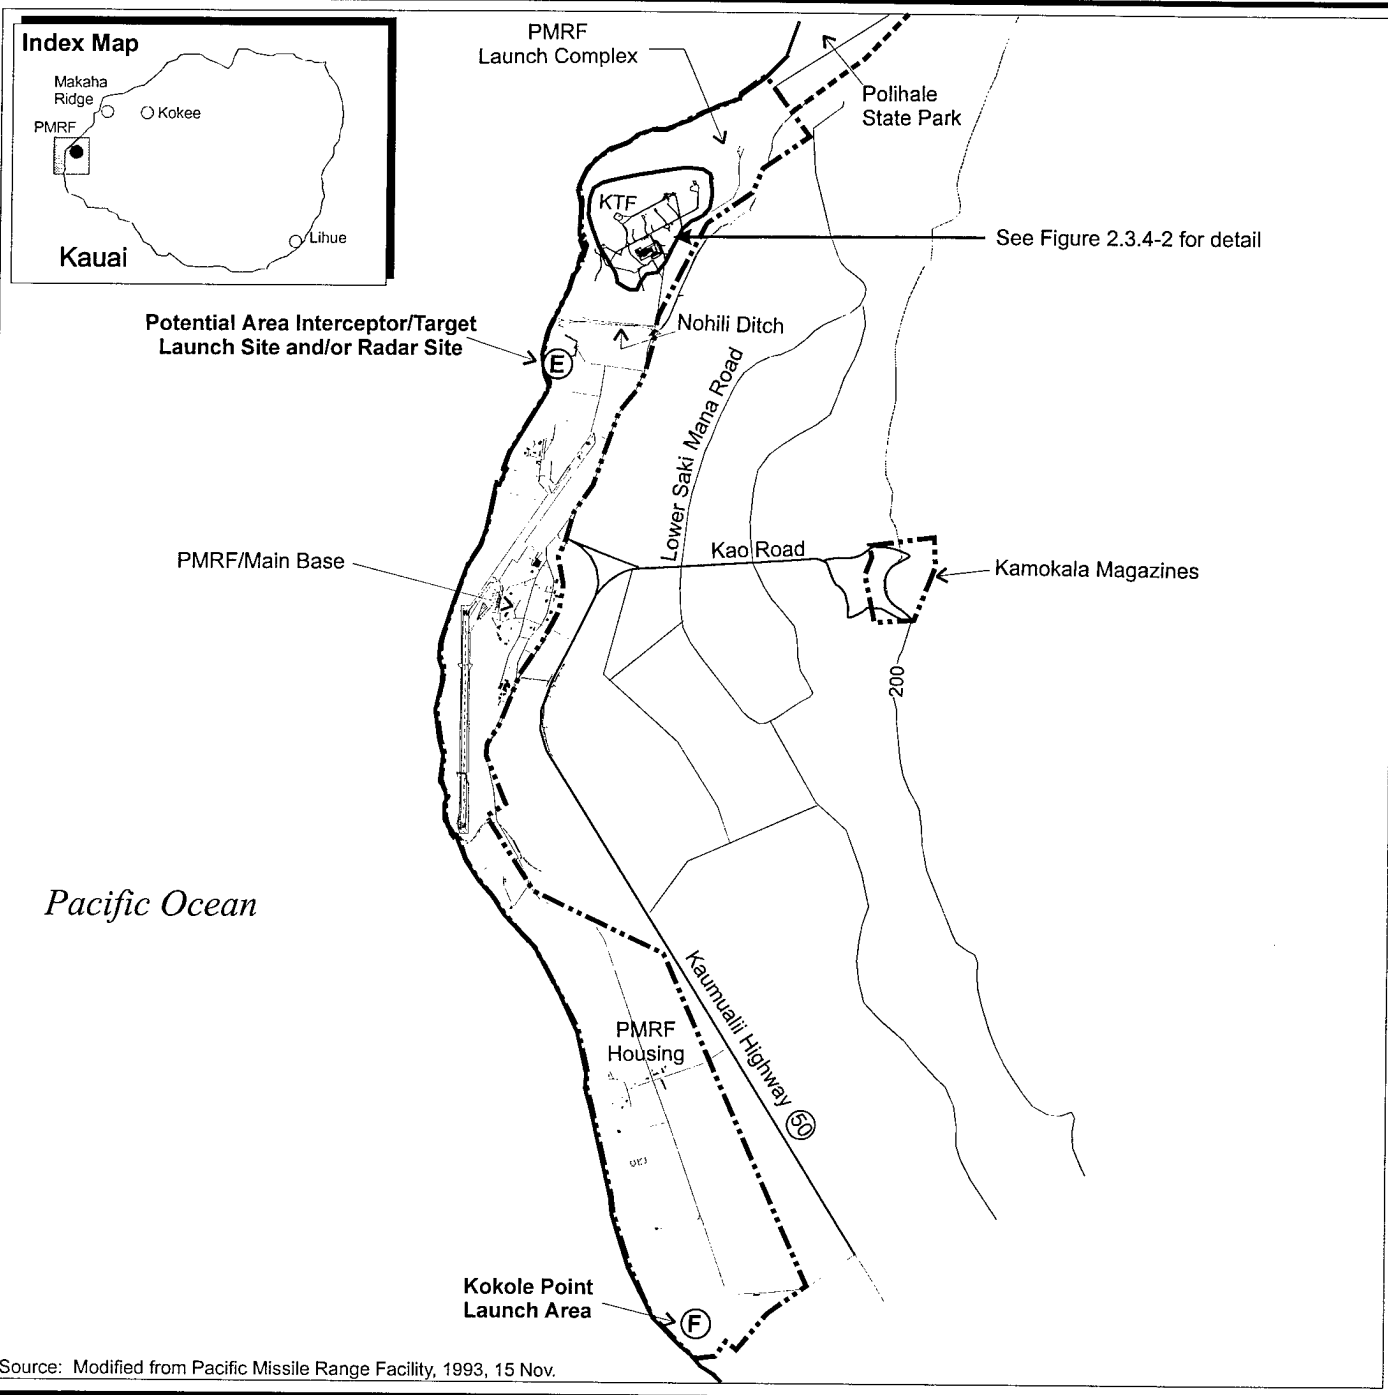 Index Map
Makaha
Ridge
Kokee
PMRF
Lihue
Kauai
PMRF
Launch Complex
Polihale
State Park
KTF
See Figure 2.3.4-2 for detail
Potential Area Interceptor/Target
Launch Site and/or Radar Site
E
Nohili Ditch
Lower Saki Mana Road
PMRF/Main Base
Kao Road
Kamokala Magazines
200
Pacific Ocean
Kaumualii Highway 50
PMRF
Housing
Kokole Point
Launch Area
F
Source: Modified from Pacific Missile Range Facility, 1993, 15 Nov.